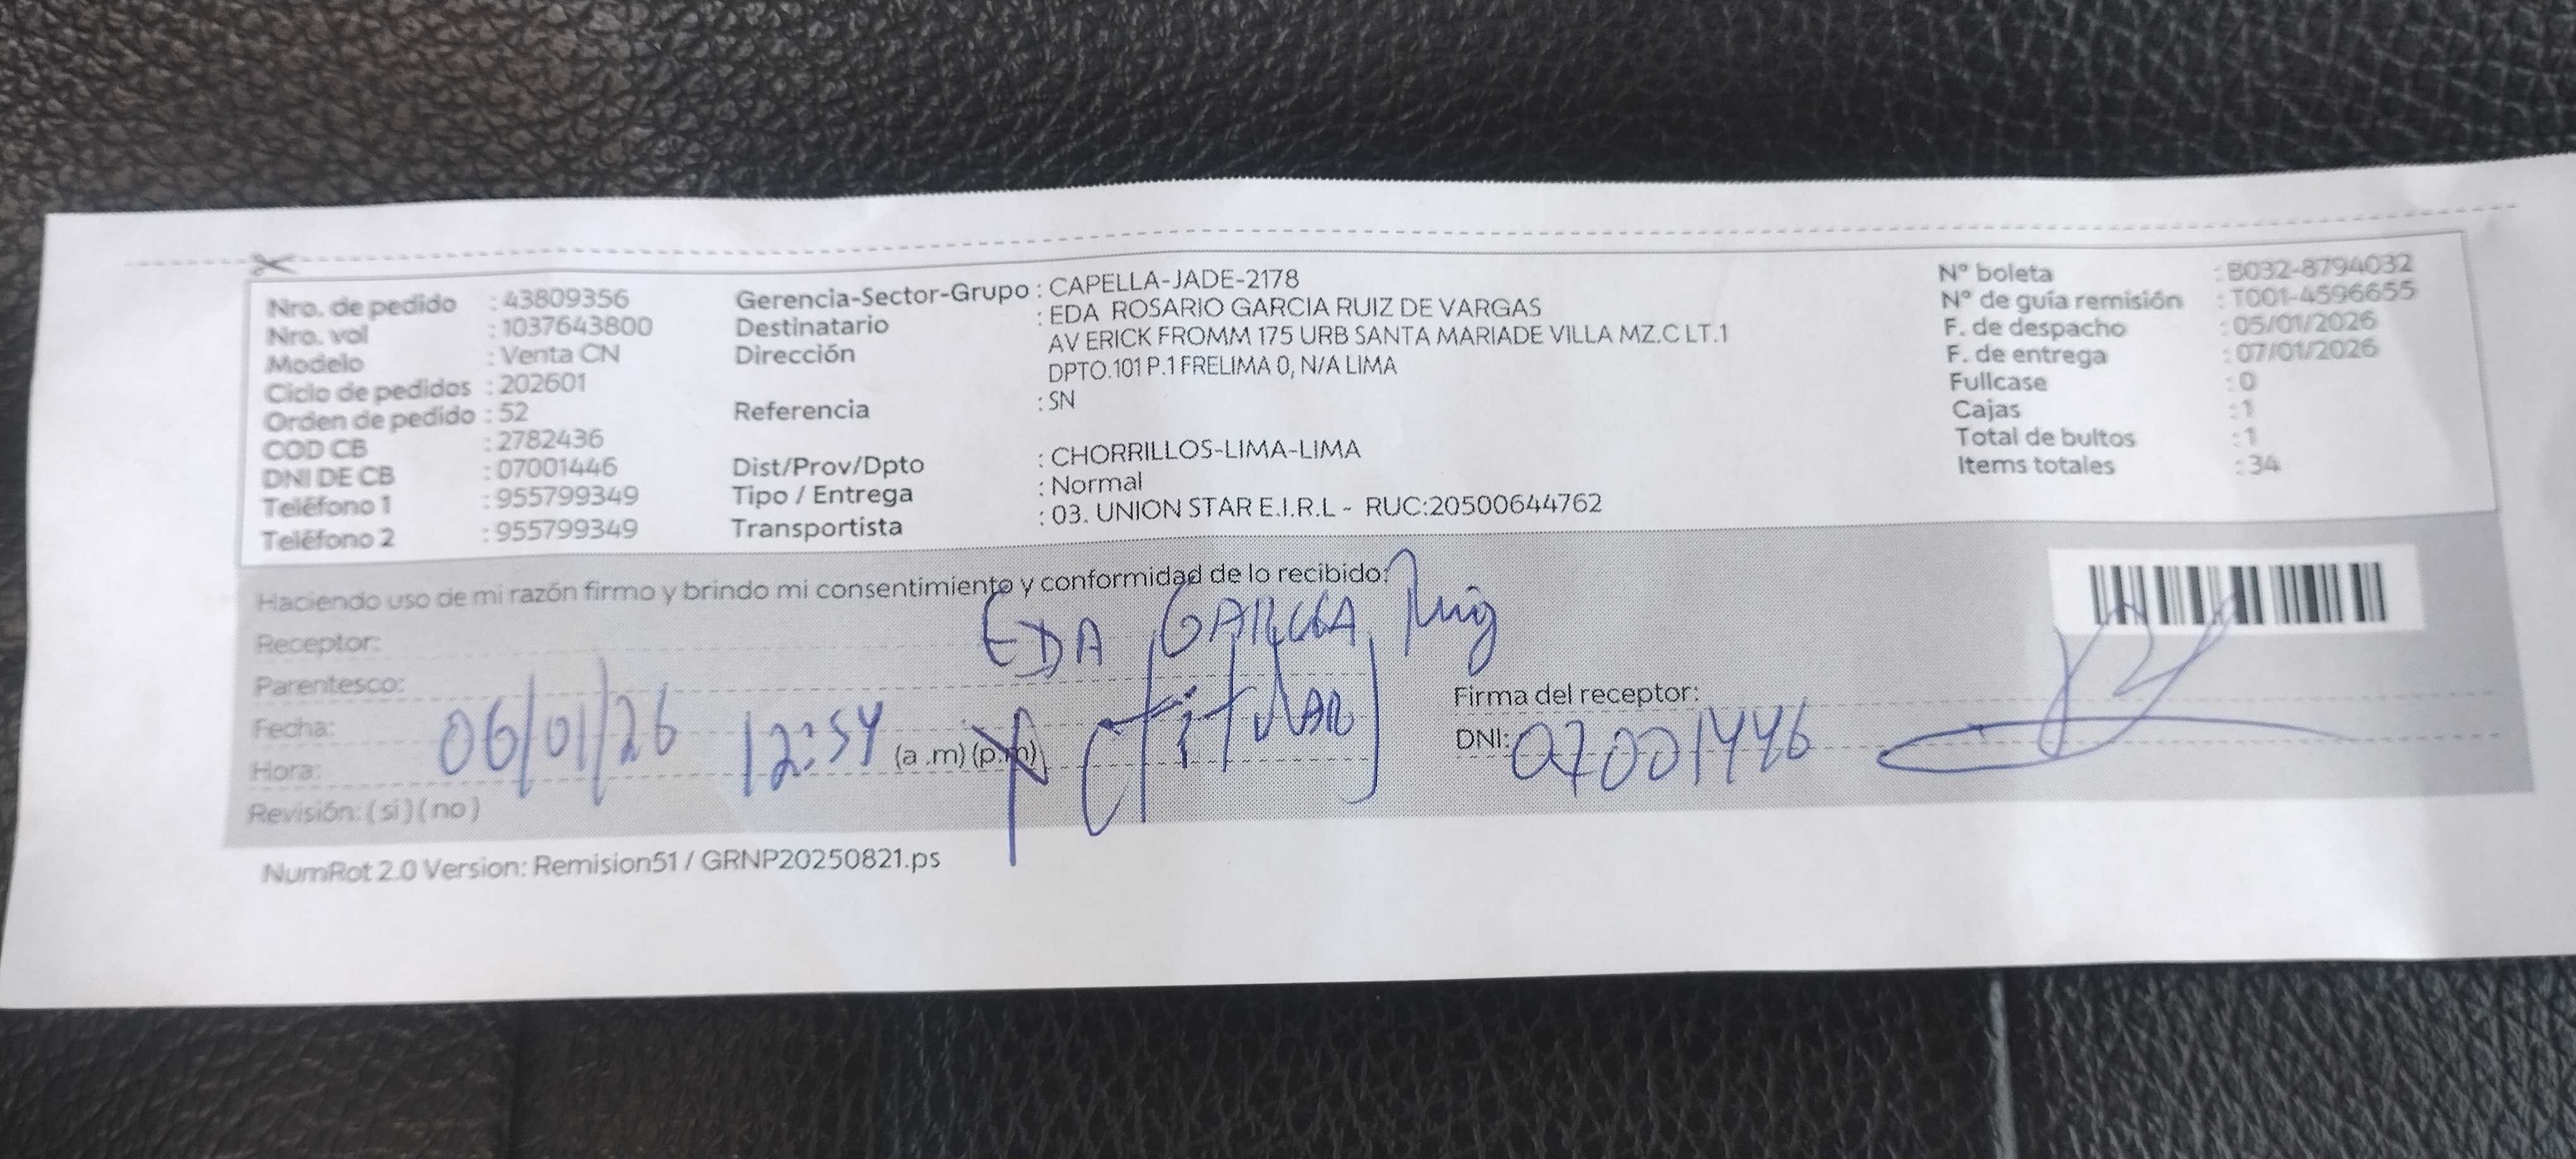 Nro. de pedido : 43809356
Nro. vol : 1037643800
Modelo : Venta CN
Ciclo de pedidos : 202601
Orden de pedido : 52
COD CB : 2782436
DNI DE CB : 07001446
Teléfono 1 : 955799349
Teléfono 2 : 955799349
Gerencia-Sector-Grupo : CAPELLA-JADE-2178
Destinatario : EDA ROSARIO GARCIA RUIZ DE VARGAS
Dirección AV ERICK FROMM 175 URB SANTA MARIADE VILLA MZ.C LT.1
DPTO.101 P.1 FRELIMA 0, N/A LIMA
Referencia : SN
Dist/Prov/Dpto : CHORRILLOS-LIMA-LIMA
Tipo / Entrega : Normal
Transportista : 03. UNION STAR E.I.R.L - RUC:20500644762
N° boleta : B032-8794032
N° de guía remisión : T001-4596655
F. de despacho : 05/01/2026
F. de entrega : 07/01/2026
Fullcase : 0
Cajas : 1
Total de bultos : 1
Items totales : 34
Haciendo uso de mi razón firmo y brindo mi consentimiento y conformidad de lo recibido:
Receptor: EDA GARCIA Ruiz
Parentesco: (titular)
Fecha: 06/01/26
Hora: 12:54 (a .m) (p.m)
Revisión: ( si ) ( no )
Firma del receptor:
DNI: 07001446
NumRot 2.0 Version: Remision51 / GRNP20250821.ps